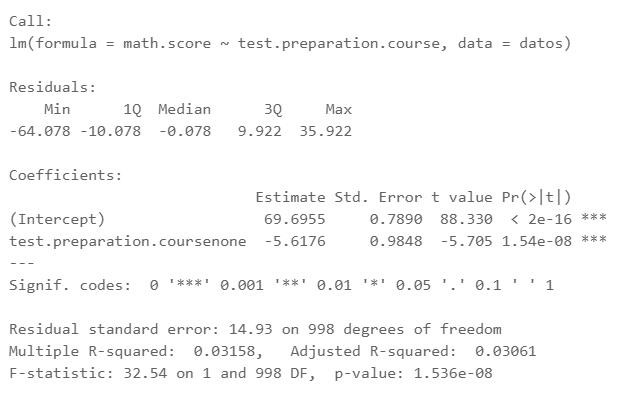 Call:
lm(formula = math.score ~ test.preparation.course, data = datos)
Residuals:
    Min      1Q  Median      3Q     Max
-64.078 -10.078  -0.078   9.922  35.922
Coefficients:
                            Estimate Std. Error t value Pr(>|t|)
(Intercept)                  69.6955     0.7890  88.330  < 2e-16 ***
test.preparation.coursenone  -5.6176     0.9848  -5.705 1.54e-08 ***
---
Signif. codes:  0 '***' 0.001 '**' 0.01 '*' 0.05 '.' 0.1 ' ' 1
Residual standard error: 14.93 on 998 degrees of freedom
Multiple R-squared:  0.03158,   Adjusted R-squared:  0.03061
F-statistic: 32.54 on 1 and 998 DF,  p-value: 1.536e-08